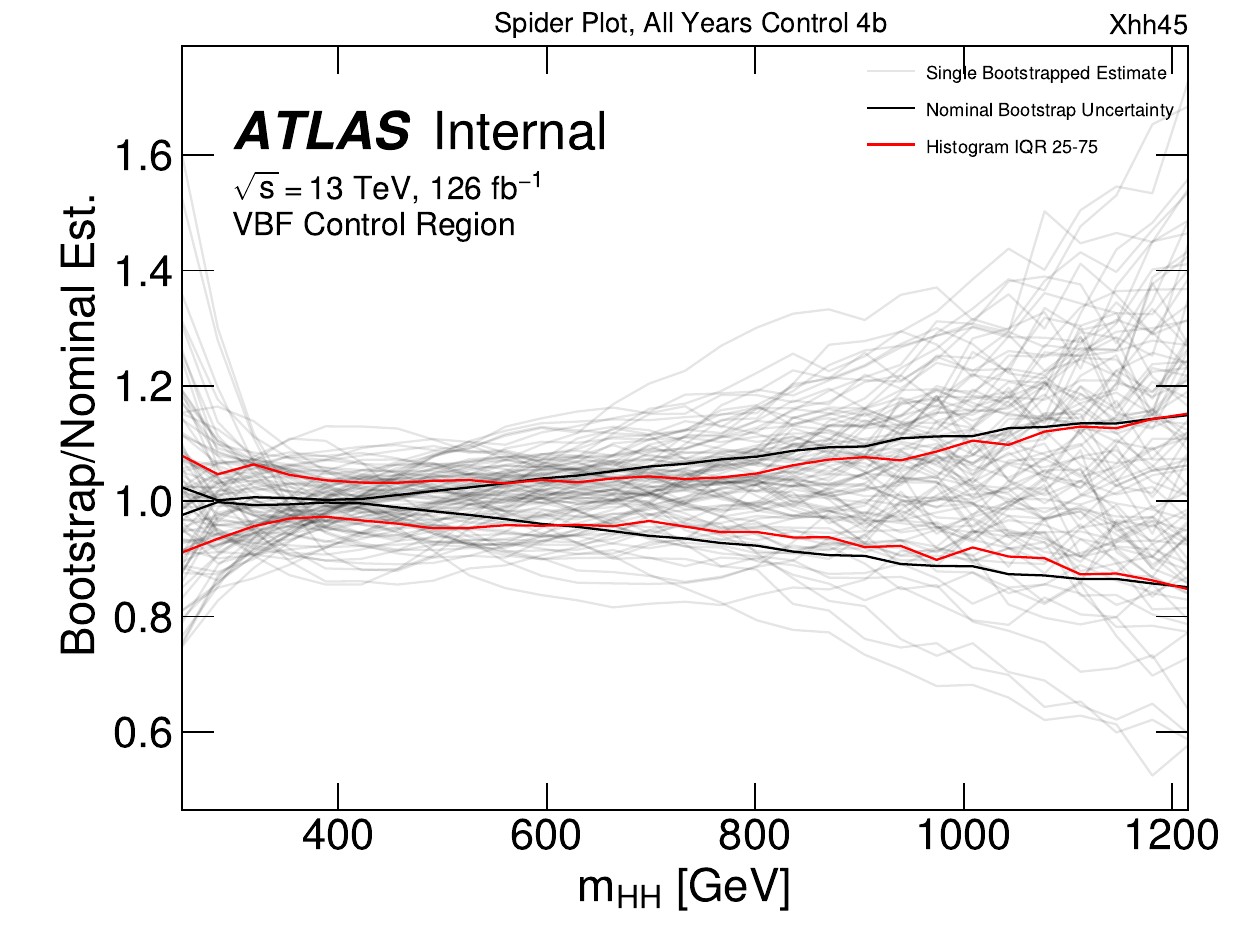 Spider Plot, All Years Control 4b
Xhh45
Single Bootstrapped Estimate
Nominal Bootstrap Uncertainty
Histogram IQR 25-75
ATLAS Internal
√s = 13 TeV, 126 fb⁻¹
VBF Control Region
Bootstrap/Nominal Est.
1.6
1.4
1.2
1.0
0.8
0.6
400 600 800 1000 1200
m_HH [GeV]